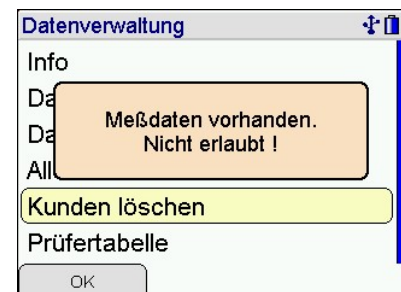 Datenverwaltung
Info
Da
Meßdaten vorhanden.
Da
Nicht erlaubt !
All
Kunden löschen
Prüfertabelle
OK